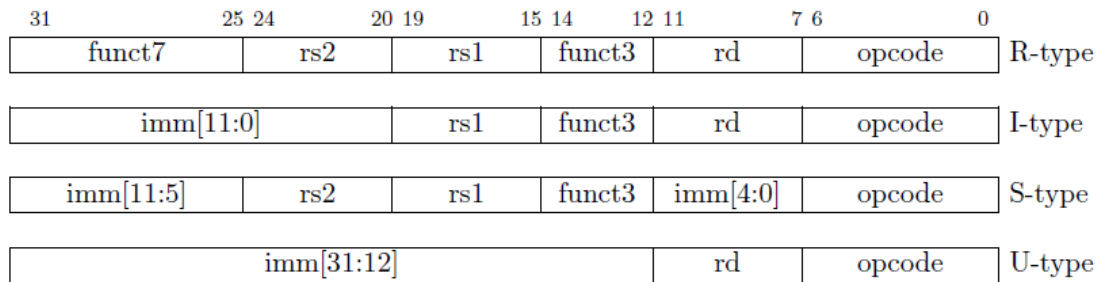 31 25 24 20 19 15 14 12 11 7 6 0
funct7 rs2 rs1 funct3 rd opcode R-type
imm[11:0] rs1 funct3 rd opcode I-type
imm[11:5] rs2 rs1 funct3 imm[4:0] opcode S-type
imm[31:12] rd opcode U-type